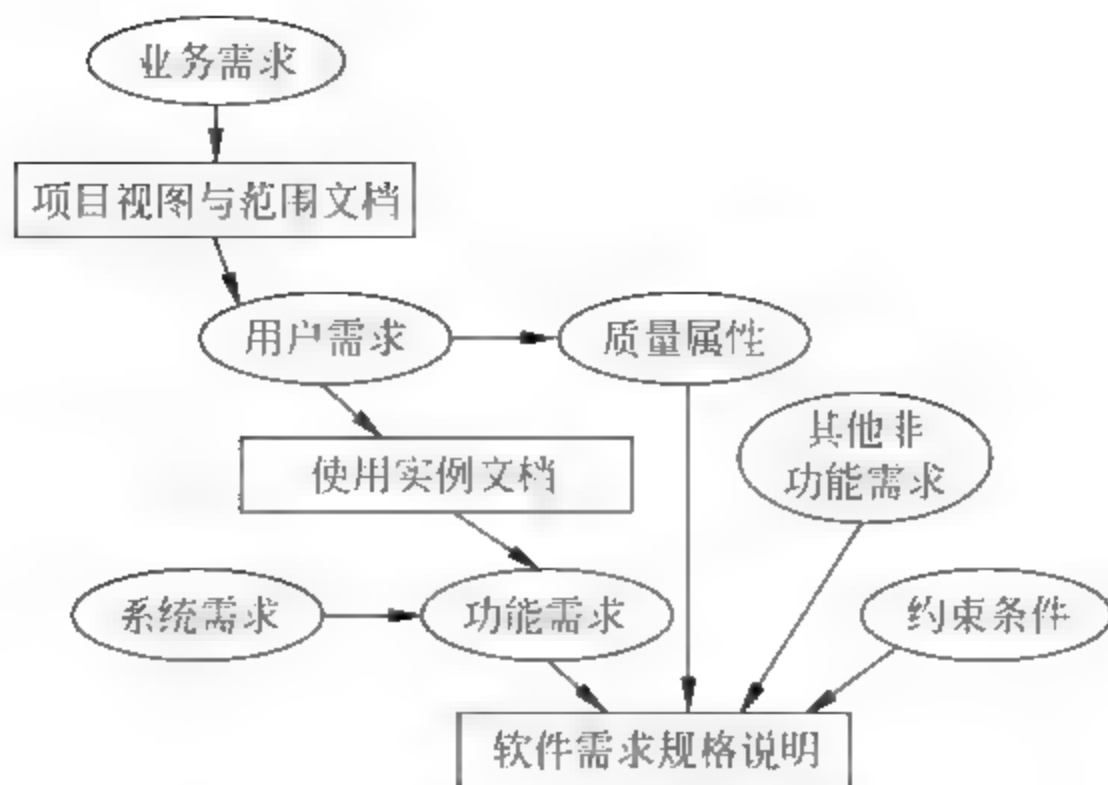 业务需求
项目视图与范围文档
用户需求
质量属性
其他非
功能需求
使用实例文档
系统需求
功能需求
约束条件
软件需求规格说明